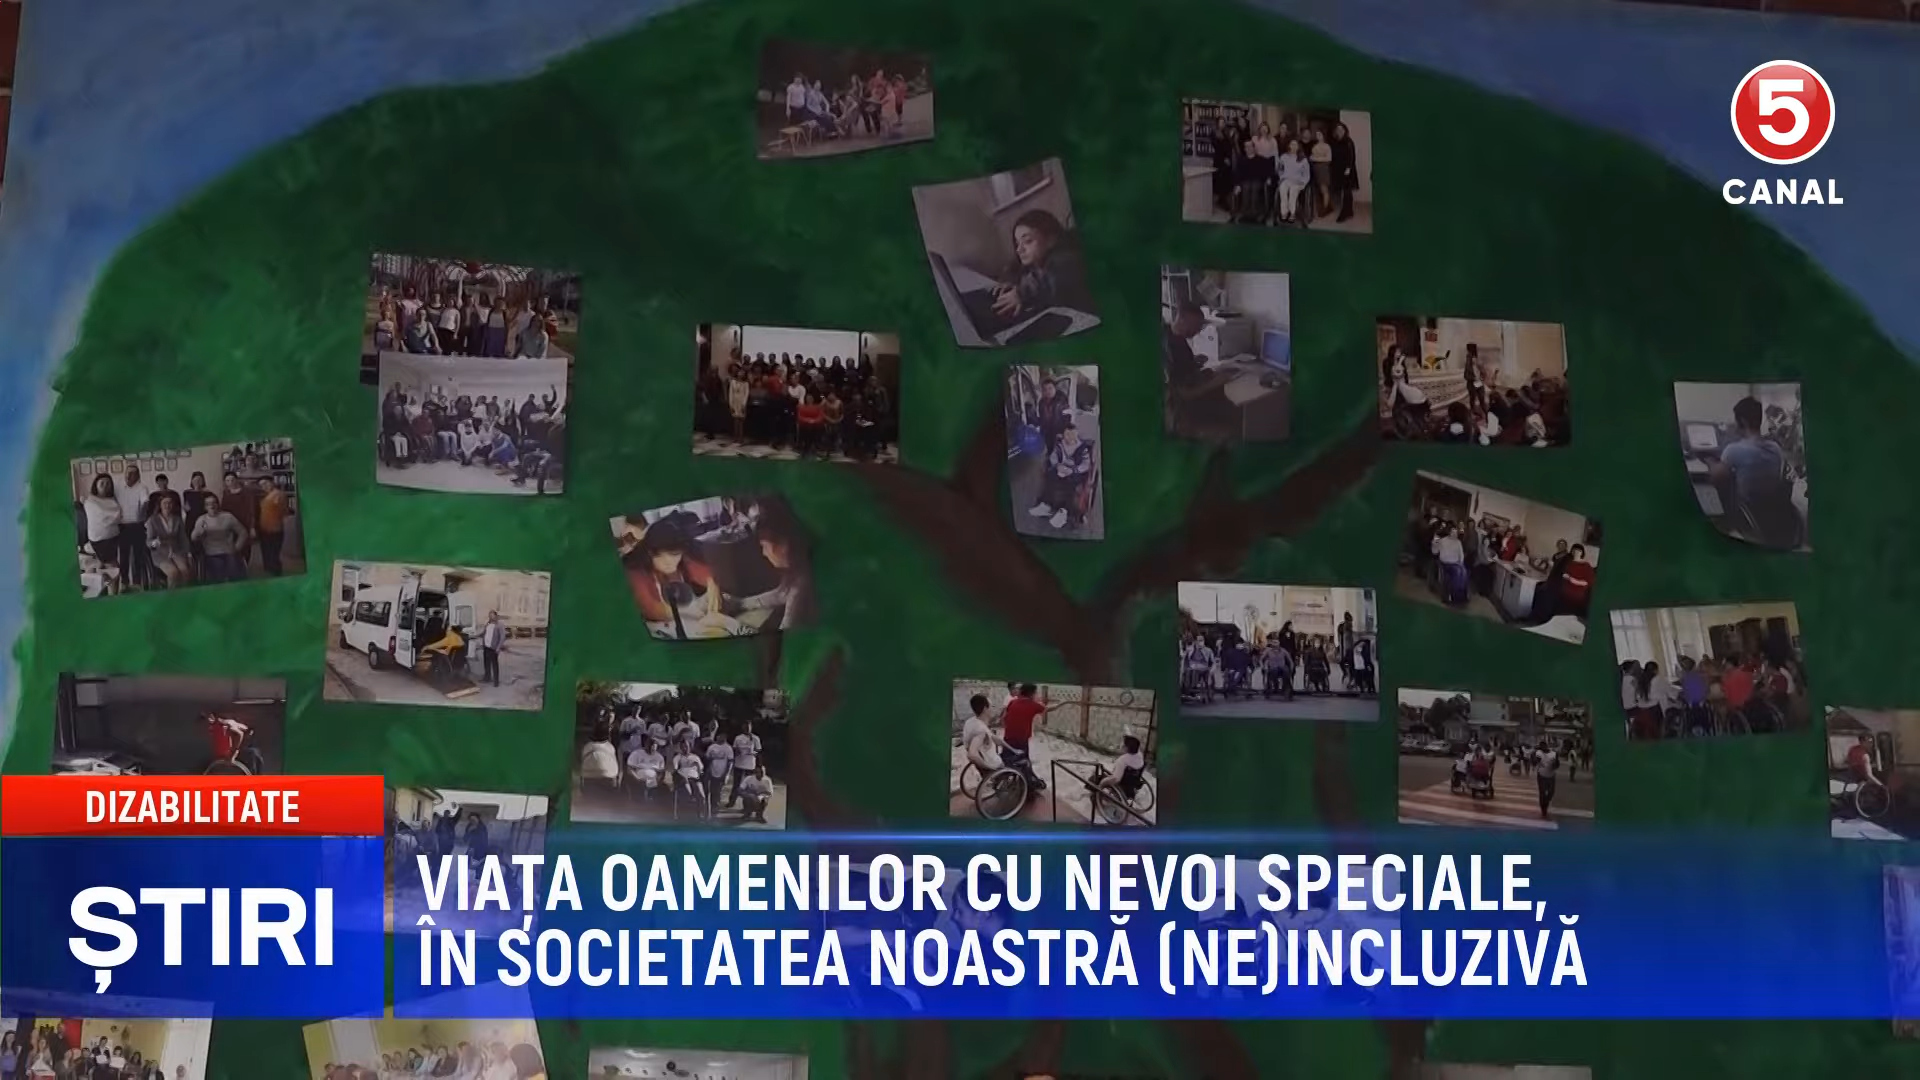 5
CANAL
DIZABILITATE
ȘTIRI
VIAȚA OAMENILOR CU NEVOI SPECIALE,
ÎN SOCIETATEA NOASTRĂ (NE)INCLUZIVĂ